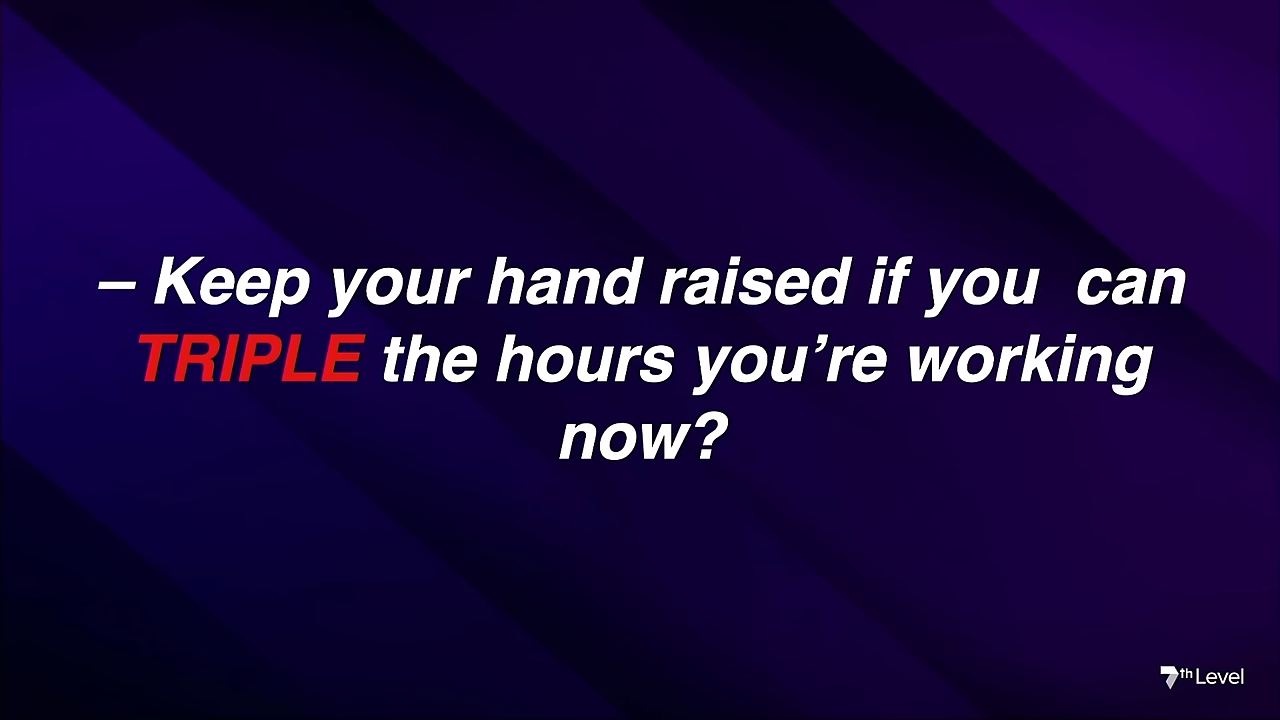 – Keep your hand raised if you  can
TRIPLE the hours you’re working
now?
7th Level